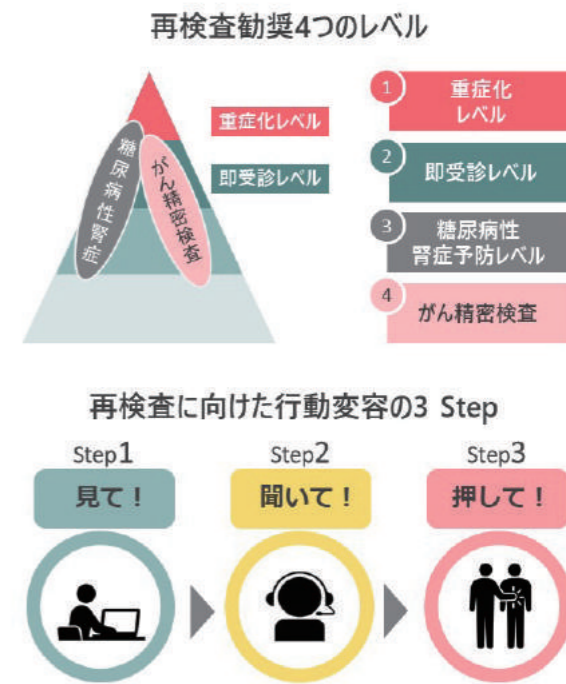 再検査勧奨4つのレベル
重症化レベル
即受診レベル
糖尿病性腎症
がん精密検査
1
重症化
レベル
2
即受診レベル
3
糖尿病性
腎症予防レベル
4
がん精密検査
再検査に向けた行動変容の3 Step
Step1
見て！
Step2
聞いて！
Step3
押して！